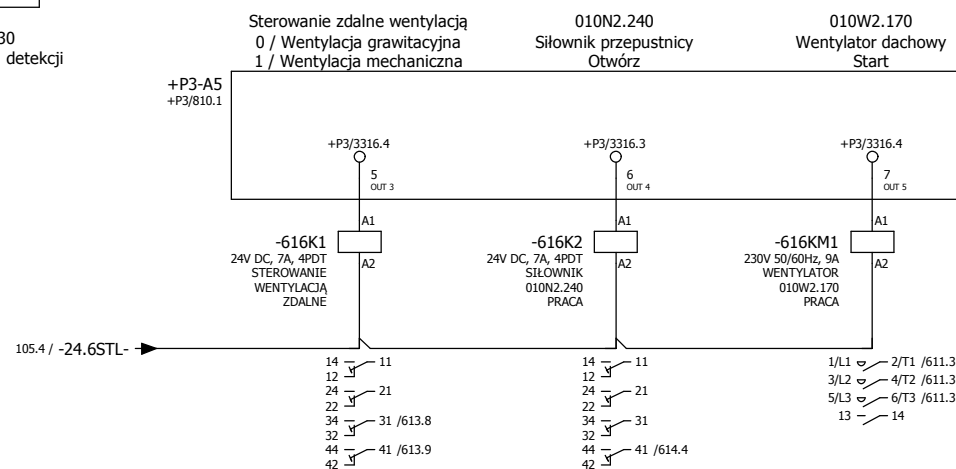 30
detekcji
Sterowanie zdalne wentylacją
0 / Wentylacja grawitacyjna
1 / Wentylacja mechaniczna
010N2.240
Siłownik przepustnicy
Otwórz
010W2.170
Wentylator dachowy
Start
+P3-A5
+P3/810.1
+P3/3316.4
5
OUT 3
+P3/3316.3
6
OUT 4
+P3/3316.4
7
OUT 5
A1
-616K1
24V DC, 7A, 4PDT
A2
STEROWANIE
WENTYLACJĄ
ZDALNE
A1
-616K2
24V DC, 7A, 4PDT
A2
SIŁOWNIK
010N2.240
PRACA
A1
-616KM1
230V 50/60Hz, 9A
A2
WENTYLATOR
010W2.170
PRACA
105.4 / -24.6STL-
14 11
12
24 21
22
34 31 /613.8
32
44 41 /613.9
42
14 11
12
24 21
22
34 31
32
44 41 /614.4
42
1/L1 2/T1 /611.3
3/L2 4/T2 /611.3
5/L3 6/T3 /611.3
13 14